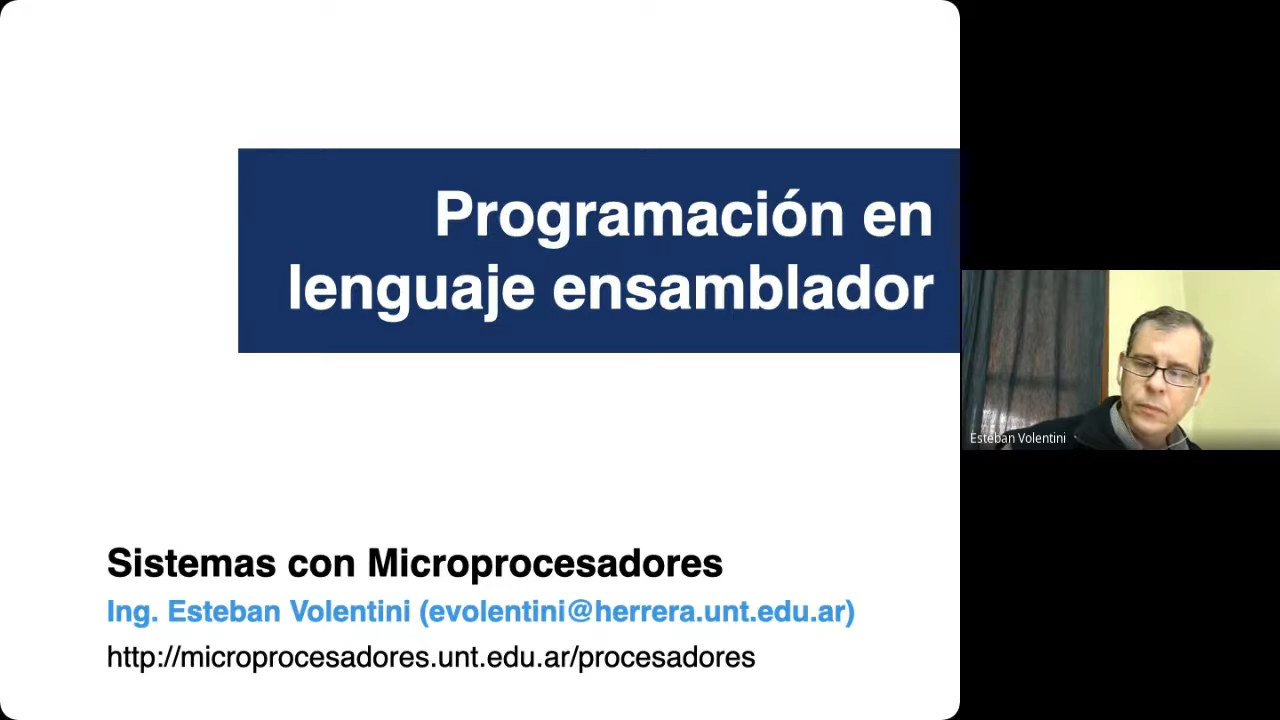 Programación en
lenguaje ensamblador
Esteban Volentini
Sistemas con Microprocesadores
Ing. Esteban Volentini (evolentini@herrera.unt.edu.ar)
http://microprocesadores.unt.edu.ar/procesadores